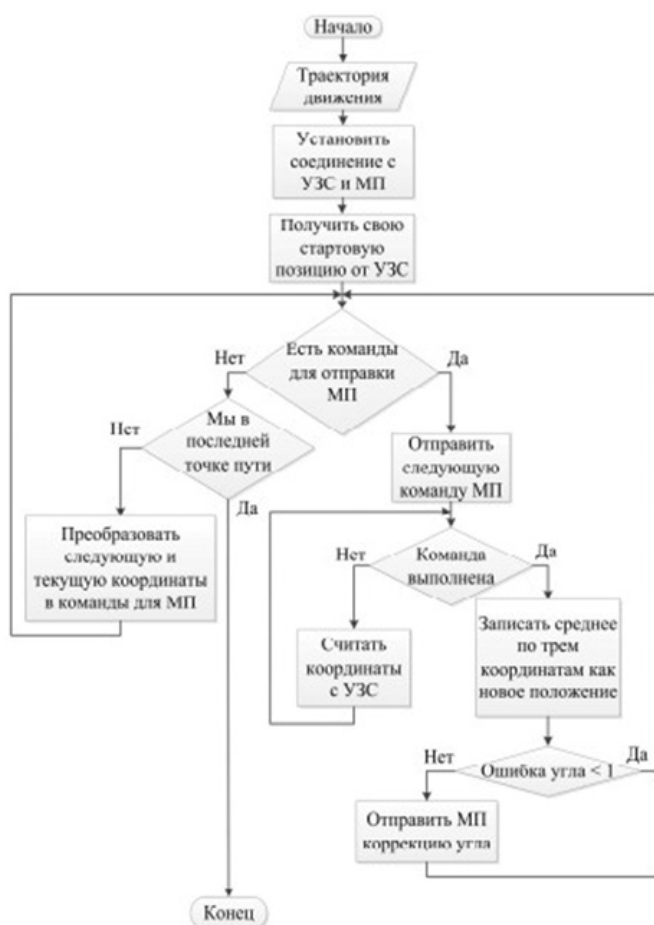 Начало
Траектория
движения
Установить
соединение с
УЗС и МП
Получить свою
стартовую
позицию от УЗС
Есть команды
для отправки
МП
Нет
Да
Мы в
последней
точке пути
Нет
Да
Отправить
следующую
команду МП
Преобразовать
следующую и
текущую координаты
в команды для МП
Команда
выполнена
Нет
Да
Считать
координаты
с УЗС
Записать среднее
по трем
координатам как
новое положение
Ошибка угла < 1
Нет
Да
Отправить МП
коррекцию угла
Конец